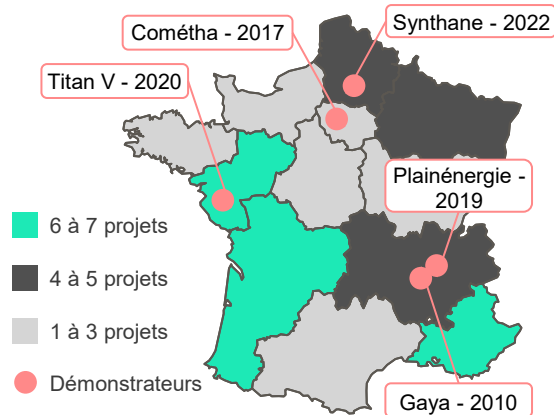 Synthane - 2022
Cométha - 2017
Titan V - 2020
Plainénergie -
2019
6 à 7 projets
4 à 5 projets
1 à 3 projets
Démonstrateurs
Gaya - 2010